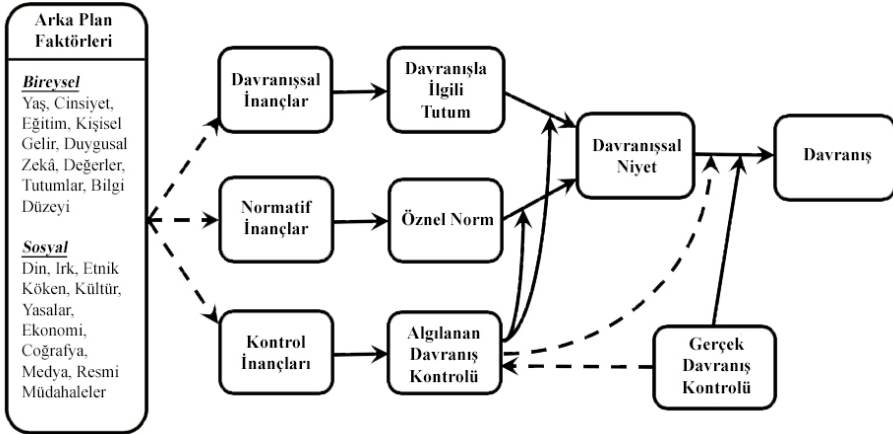 Arka Plan
Faktörleri
Bireysel
Yaş, Cinsiyet,
Eğitim, Kişisel
Gelir, Duygusal
Zekâ, Değerler,
Tutumlar, Bilgi
Düzeyi
Sosyal
Din, Irk, Etnik
Köken, Kültür,
Yasalar,
Ekonomi,
Coğrafya,
Medya, Resmi
Müdahaleler
Davranışsal
İnançlar
Normatif
İnançlar
Kontrol
İnançları
Davranışla
İlgili
Tutum
Öznel Norm
Algılanan
Davranış
Kontrolü
Davranışsal
Niyet
Davranış
Gerçek
Davranış
Kontrolü